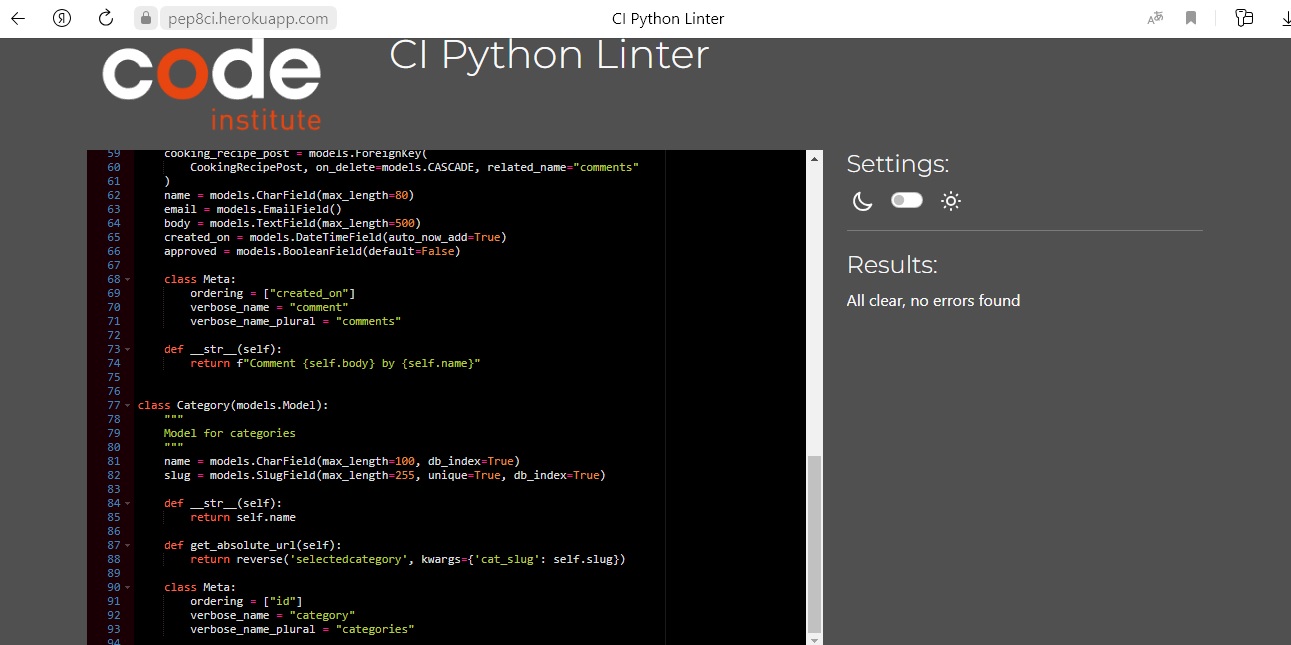 pep8ci.herokuapp.com
CI Python Linter
code
institute
CI Python Linter
59 cooking_recipe_post = models.ForeignKey(
60 CookingRecipePost, on_delete=models.CASCADE, related_name="comments"
61 )
62 name = models.CharField(max_length=80)
63 email = models.EmailField()
64 body = models.TextField(max_length=500)
65 created_on = models.DateTimeField(auto_now_add=True)
66 approved = models.BooleanField(default=False)
67
68 class Meta:
69 ordering = ["created_on"]
70 verbose_name = "comment"
71 verbose_name_plural = "comments"
72
73 def __str__(self):
74 return f"Comment {self.body} by {self.name}"
75
76
77 class Category(models.Model):
78 """
79 Model for categories
80 """
81 name = models.CharField(max_length=100, db_index=True)
82 slug = models.SlugField(max_length=255, unique=True, db_index=True)
83
84 def __str__(self):
85 return self.name
86
87 def get_absolute_url(self):
88 return reverse('selectedcategory', kwargs={'cat_slug': self.slug})
89
90 class Meta:
91 ordering = ["id"]
92 verbose_name = "category"
93 verbose_name_plural = "categories"
94
Settings:
Results:
All clear, no errors found